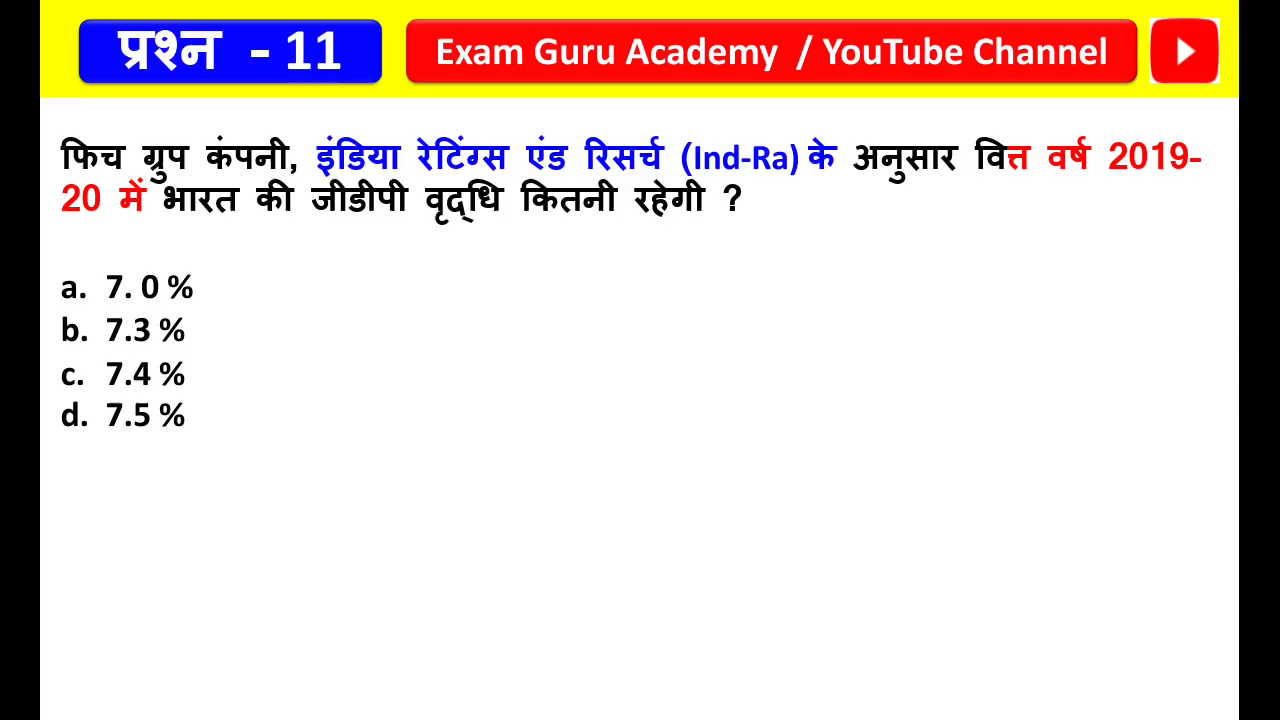 प्रश्न - 11
Exam Guru Academy / YouTube Channel
फिच ग्रुप कंपनी, इंडिया रेटिंग्स एंड रिसर्च (Ind-Ra) के अनुसार वित्त वर्ष 2019-
20 में भारत की जीडीपी वृद्धि कितनी रहेगी ?
a. 7. 0 %
b. 7.3 %
c. 7.4 %
d. 7.5 %